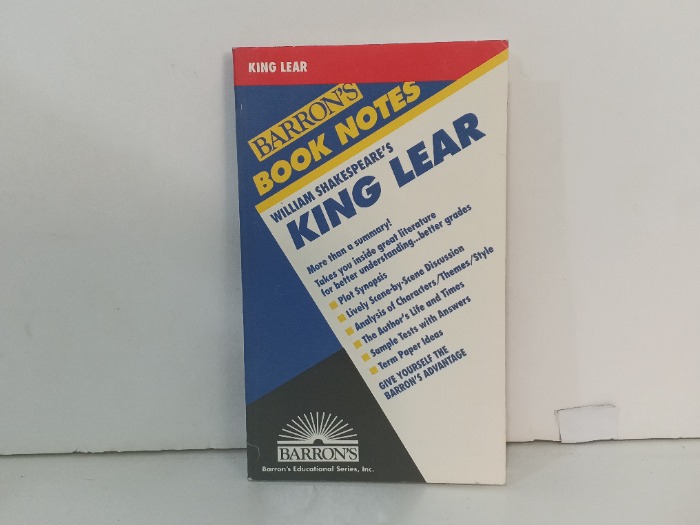 KING LEAR
BARRON'S
BOOK NOTES
WILLIAM SHAKESPEARE'S
KING LEAR
More than a summary!
Takes you inside great literature
for better understanding...better grades
Plot Synopsis
Lively Scene-by-Scene Discussion
Analysis of Characters/Themes/Style
The Author's Life and Times
Sample Tests with Answers
Term Paper Ideas
GIVE YOURSELF THE
BARRON'S ADVANTAGE
BARRON'S
Barron's Educational Series, Inc.